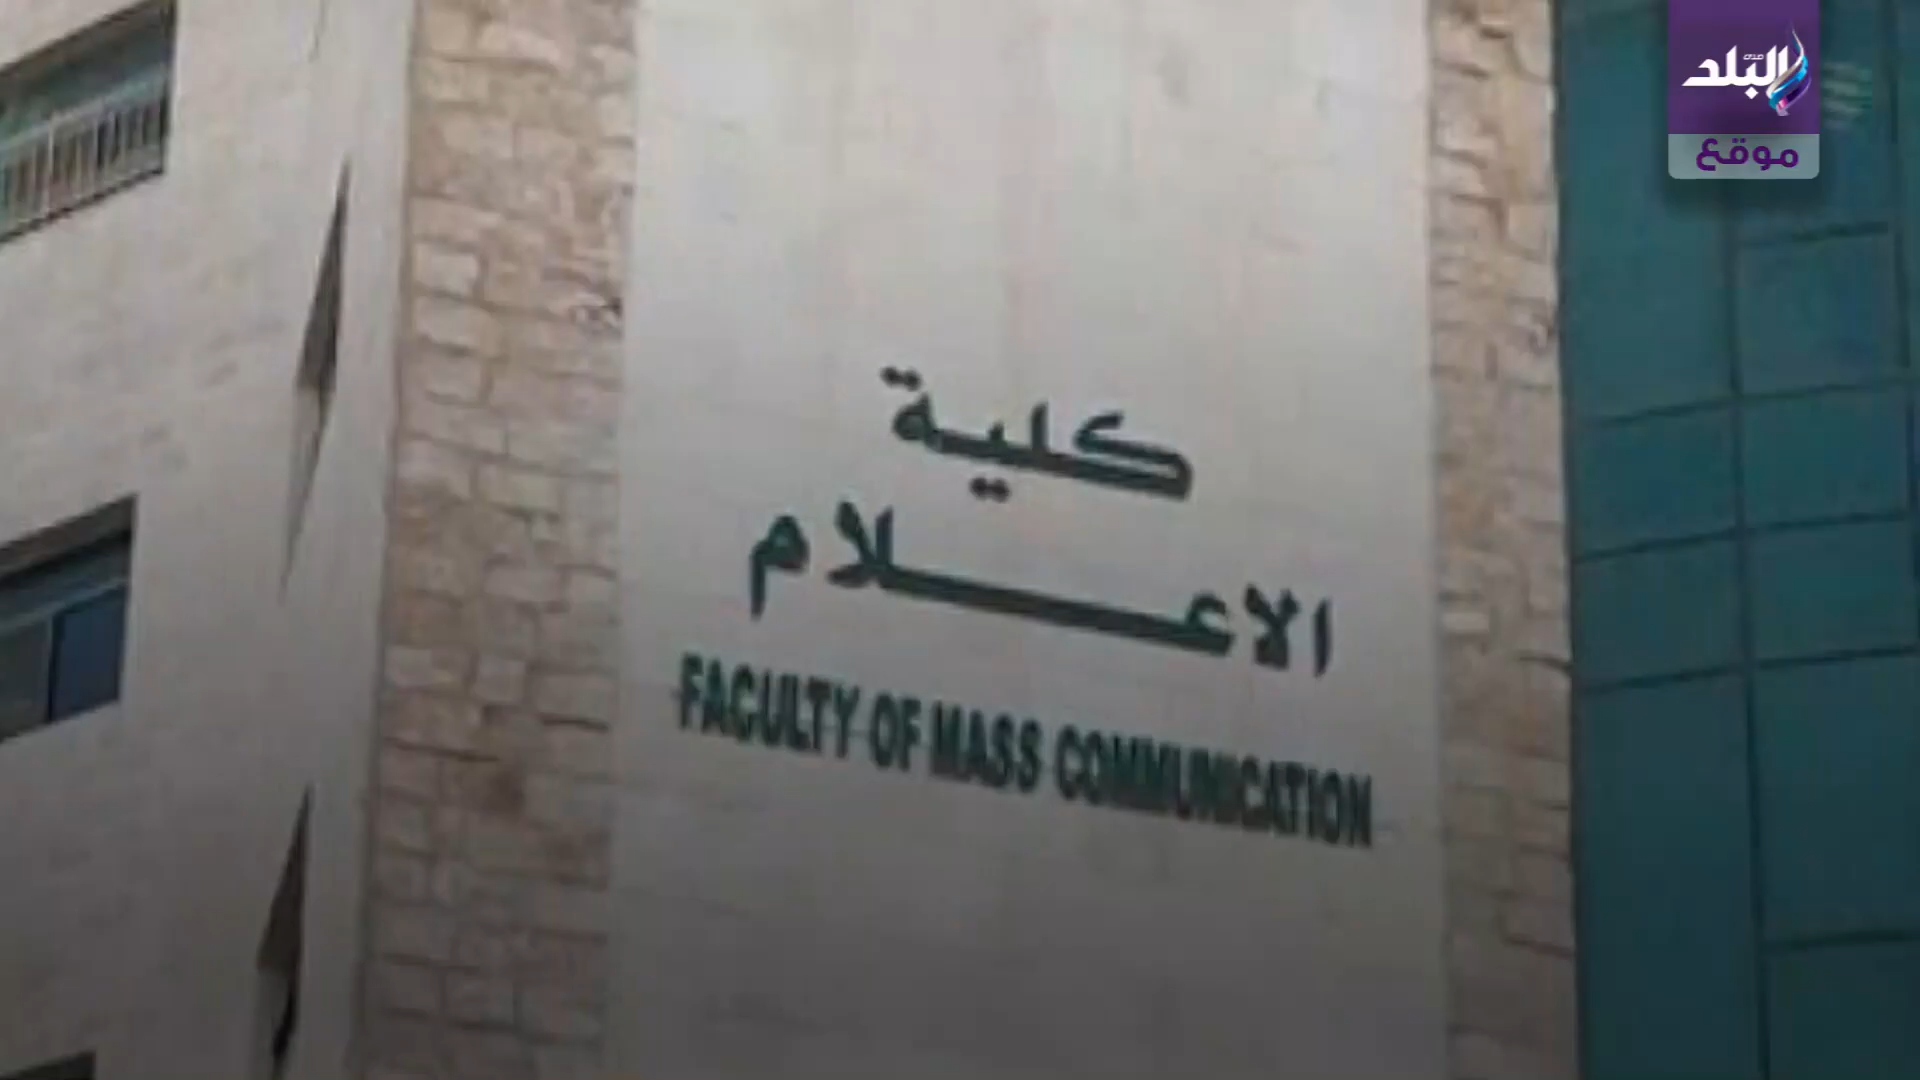 صدى البلد
موقع
كلية
الاعلام
FACULTY OF MASS COMMUNICATION